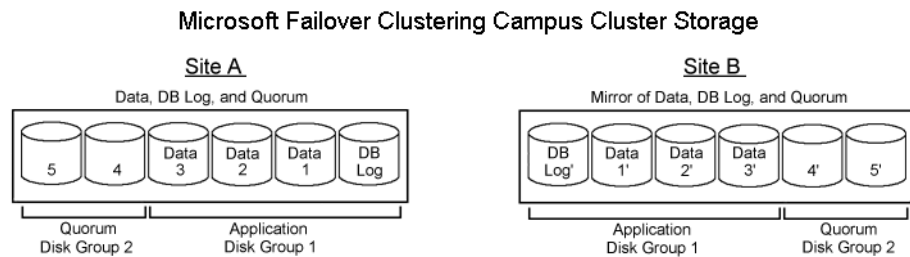 Microsoft Failover Clustering Campus Cluster Storage
Site A
Data, DB Log, and Quorum
5
4
Data
3
Data
2
Data
1
DB
Log
Quorum
Disk Group 2
Application
Disk Group 1
Site B
Mirror of Data, DB Log, and Quorum
DB
Log'
Data
1'
Data
2'
Data
3'
4'
5'
Application
Disk Group 1
Quorum
Disk Group 2